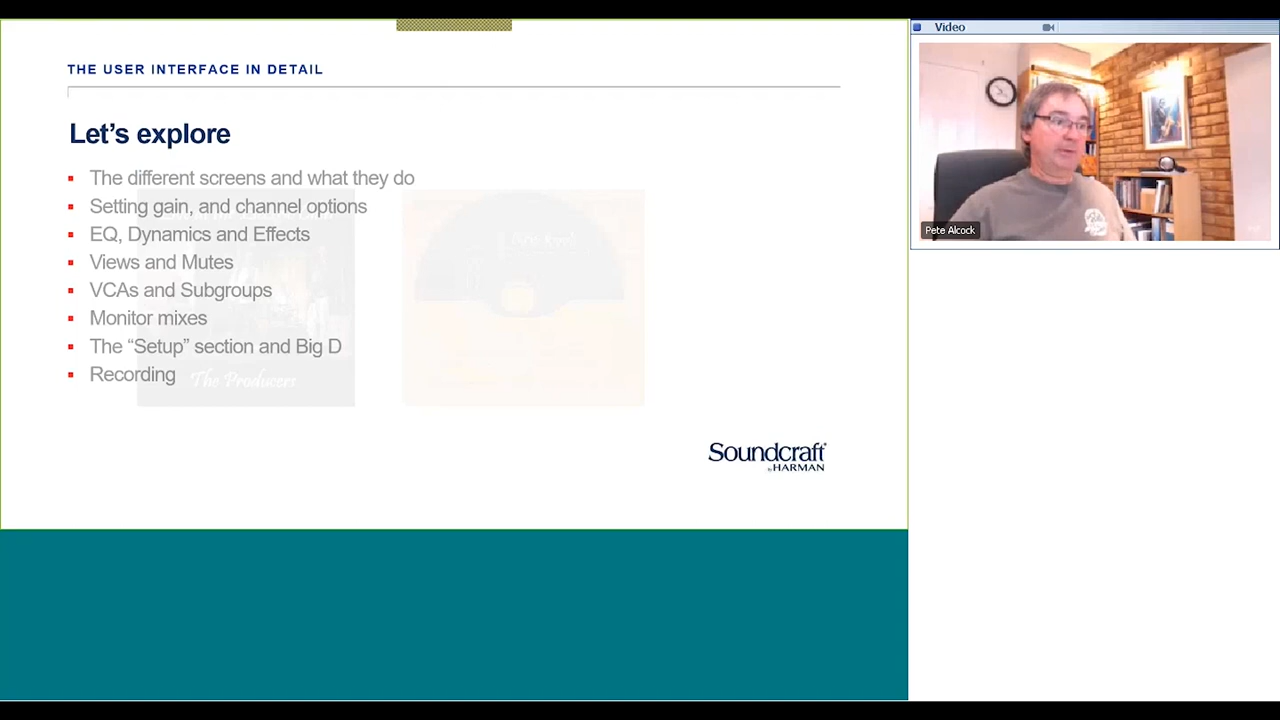 THE USER INTERFACE IN DETAIL
Let’s explore
The different screens and what they do
Setting gain, and channel options
EQ, Dynamics and Effects
Views and Mutes
VCAs and Subgroups
Monitor mixes
The “Setup” section and Big D
Recording
The Producers
Soundcraft
by HARMAN
Video
Pete Alcock